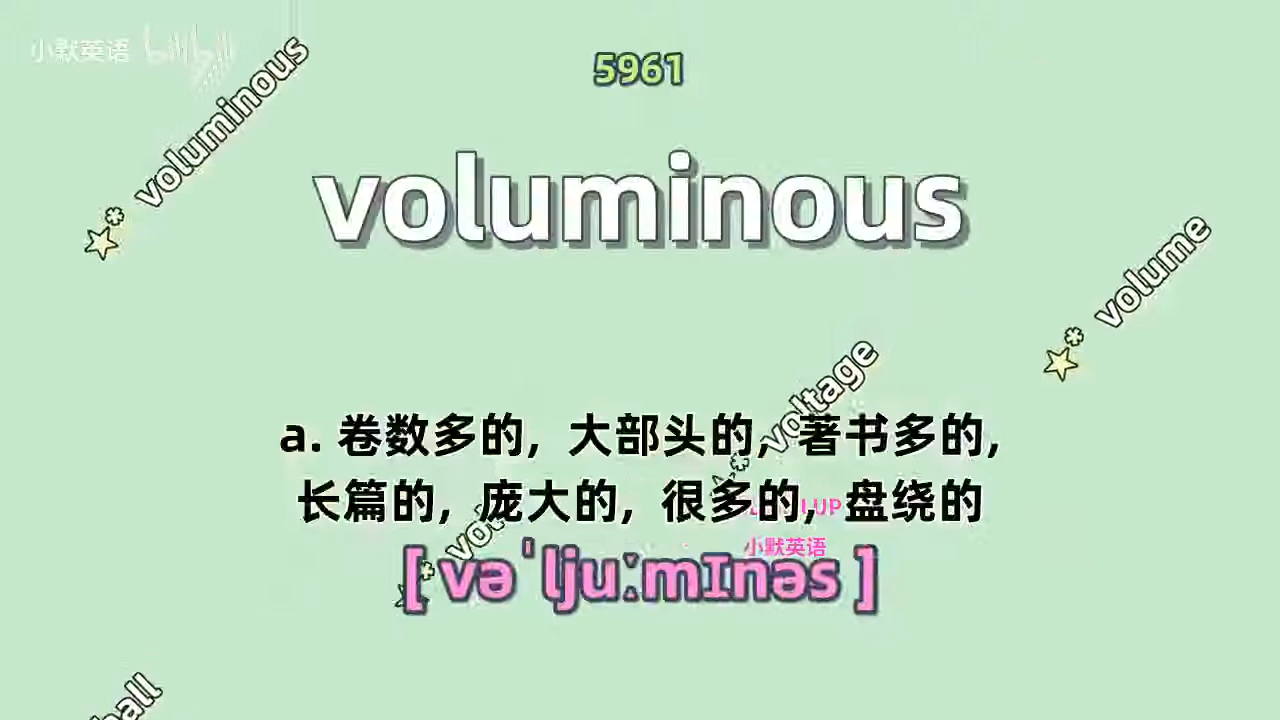 小默英语 bilibili
5961
voluminous
voluminous
volume
voltage
a. 卷数多的, 大部头的, 著书多的,
长篇的, 庞大的, 很多的, 盘绕的
小默英语
[ vəˈljuːmɪnəs ]